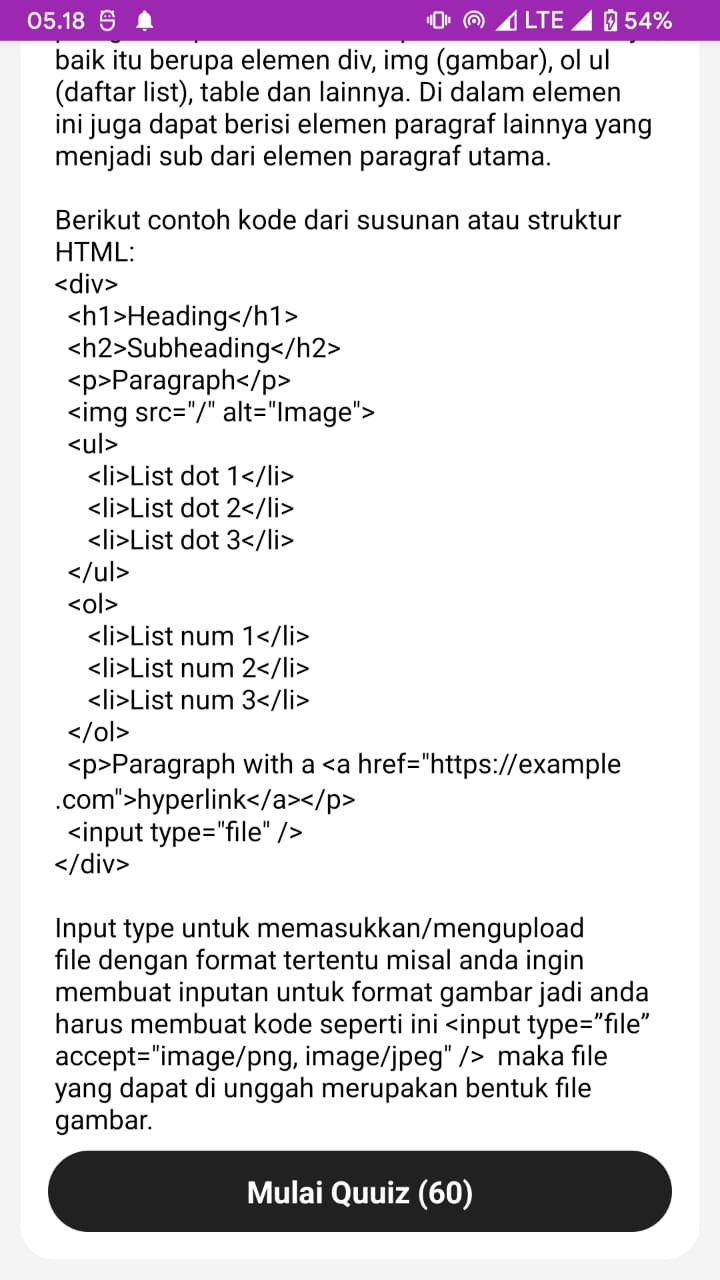 05.18
LTE
54%
baik itu berupa elemen div, img (gambar), ol ul
(daftar list), table dan lainnya. Di dalam elemen
ini juga dapat berisi elemen paragraf lainnya yang
menjadi sub dari elemen paragraf utama.
Berikut contoh kode dari susunan atau struktur
HTML:
<div>
<h1>Heading</h1>
<h2>Subheading</h2>
<p>Paragraph</p>
<img src="/" alt="Image">
<ul>
<li>List dot 1</li>
<li>List dot 2</li>
<li>List dot 3</li>
</ul>
<ol>
<li>List num 1</li>
<li>List num 2</li>
<li>List num 3</li>
</ol>
<p>Paragraph with a <a href="https://example
.com">hyperlink</a></p>
<input type="file" />
</div>
Input type untuk memasukkan/mengupload
file dengan format tertentu misal anda ingin
membuat inputan untuk format gambar jadi anda
harus membuat kode seperti ini <input type=”file”
accept="image/png, image/jpeg" /> maka file
yang dapat di unggah merupakan bentuk file
gambar.
Mulai Quuiz (60)